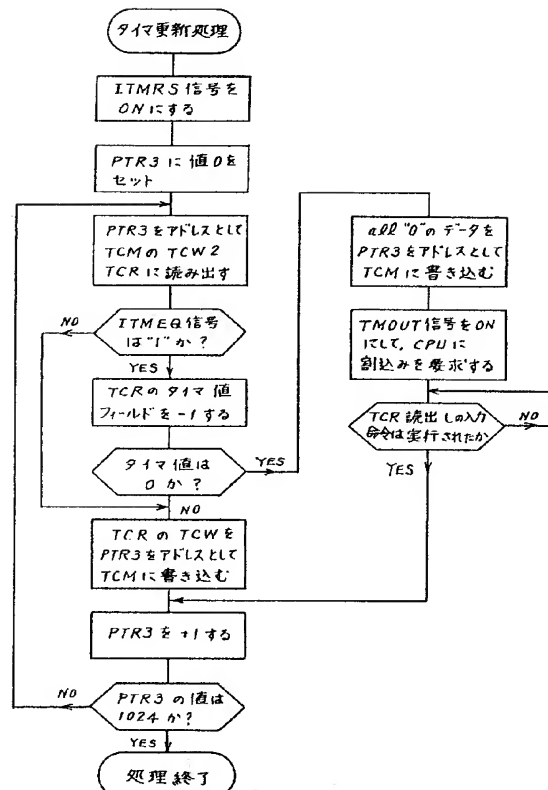 タイマ更新処理
ITMRS信号を
ONにする
PTR3に値0を
セット
PTR3をアドレスとして
TCMのTCW2
TCRに読み出す
ITMEQ信号
は"1"か?
NO
YES
TCRのタイマ値
フィールドを-1する
タイマ値は
0か?
YES
NO
TCRのTCWを
PTR3をアドレスとして
TCMに書き込む
PTR3を+1する
PTR3の値は
1024か?
NO
YES
処理終了
all "0"のデータを
PTR3をアドレスとして
TCMに書き込む
TMOUT信号をON
にして,CPUに
割込みを要求する
TCR読出しの入力
命令は実行されたか
NO
YES